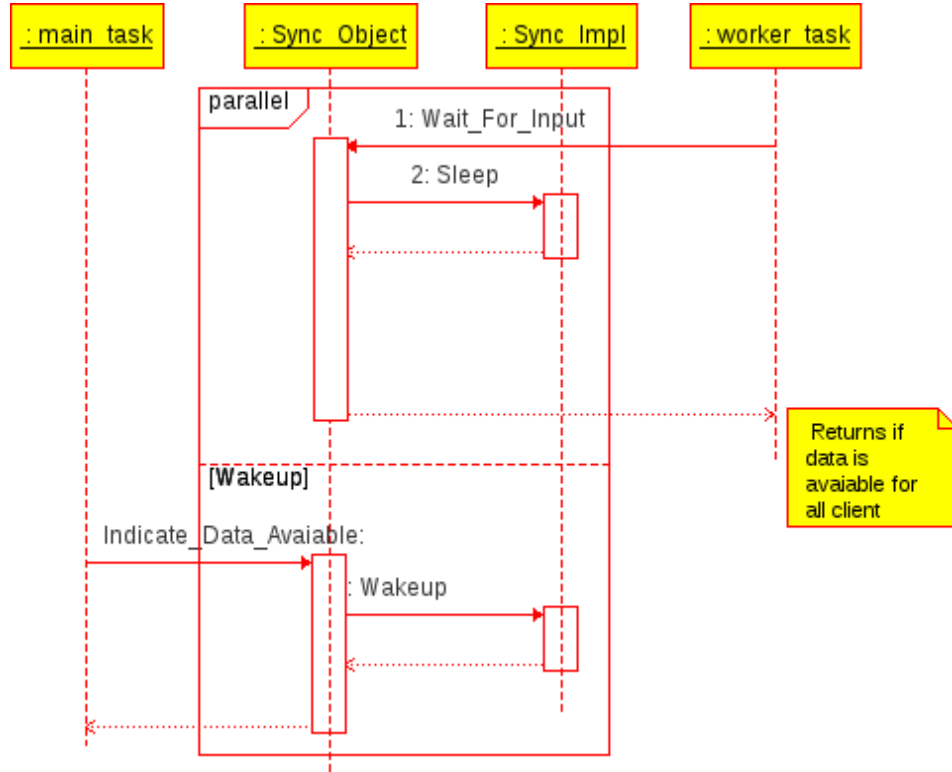 : main_task
: Sync_Object
: Sync_Impl
: worker_task
parallel
1: Wait_For_Input
2: Sleep
Returns if
data is
avaiable for
all client
[Wakeup]
Indicate_Data_Avaiable:
: Wakeup